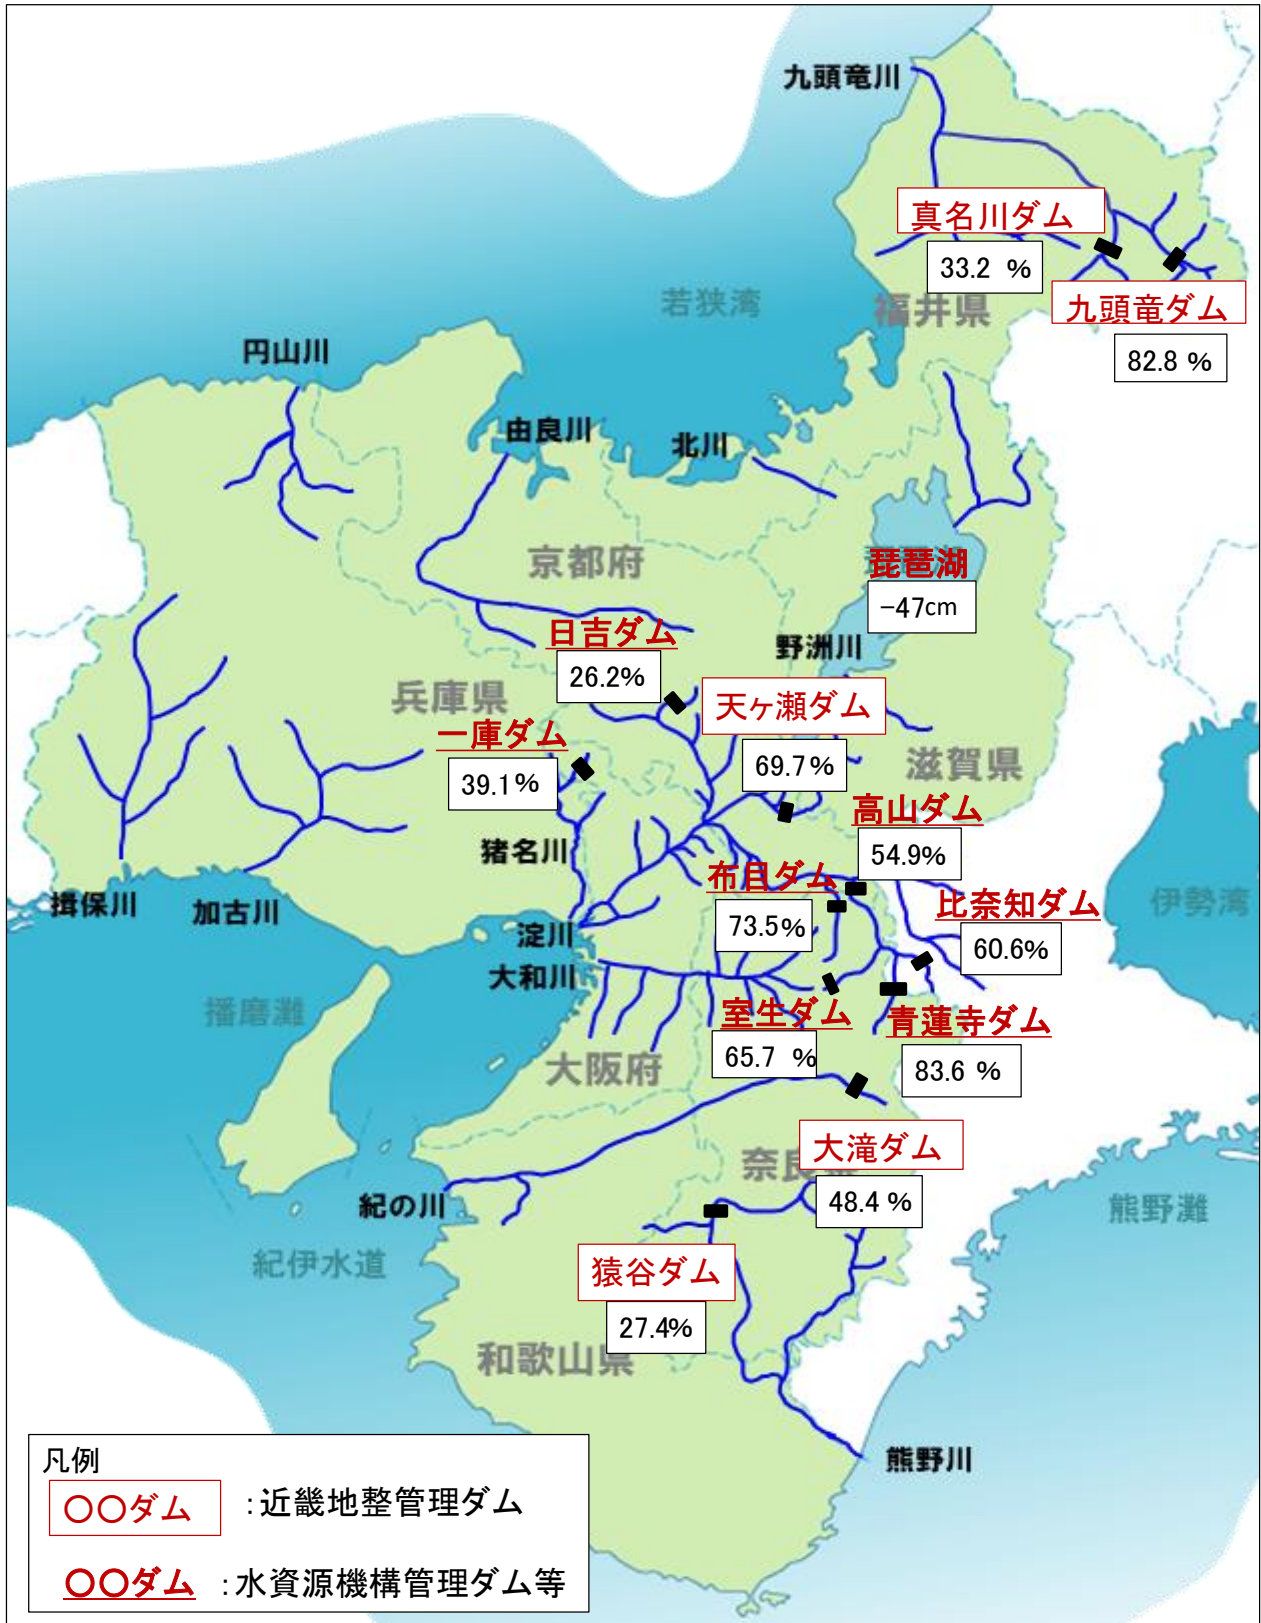 九頭竜川
真名川ダム
33.2 %
九頭竜ダム
82.8 %
若狭湾
福井県
円山川
由良川
北川
京都府
琵琶湖
-47cm
日吉ダム
26.2%
野洲川
兵庫県
天ヶ瀬ダム
69.7%
一庫ダム
39.1%
滋賀県
高山ダム
54.9%
猪名川
布目ダム
73.5%
比奈知ダム
60.6%
伊勢湾
揖保川
加古川
淀川
大和川
播磨灘
室生ダム
65.7 %
青蓮寺ダム
83.6 %
大阪府
大滝ダム
48.4 %
奈良県
紀の川
熊野灘
紀伊水道
猿谷ダム
27.4%
和歌山県
熊野川
凡例
〇〇ダム :近畿地整管理ダム
〇〇ダム :水資源機構管理ダム等